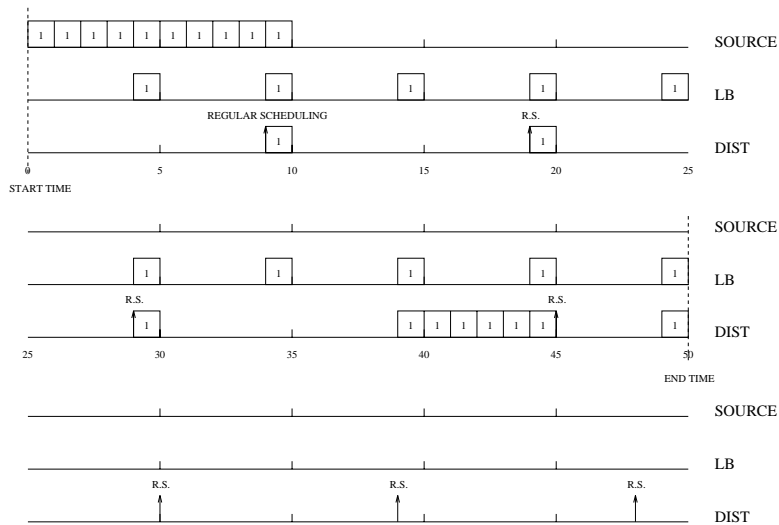 1 1 1 1 1 1 1 1 1 1
SOURCE
1 1 1 1 1
LB
REGULAR SCHEDULING R.S.
1 1
DIST
0 5 10 15 20 25
START TIME
SOURCE
1 1 1 1 1
LB
R.S. R.S.
1 1 1 1 1 1 1 1
DIST
25 30 35 40 45 50
END TIME
SOURCE
LB
R.S. R.S. R.S.
DIST